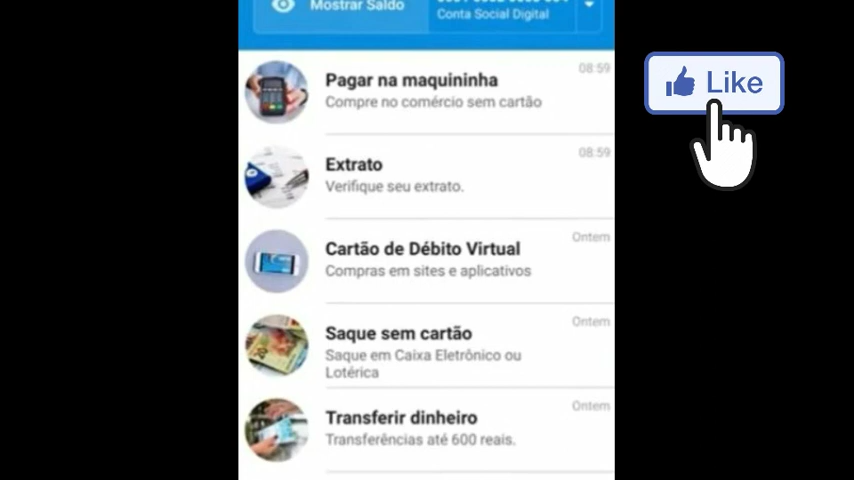 Mostrar Saldo
Conta Social Digital
08:59
Pagar na maquininha
Compre no comércio sem cartão
08:59
Extrato
Verifique seu extrato.
Ontem
Cartão de Débito Virtual
Compras em sites e aplicativos
Ontem
Saque sem cartão
Saque em Caixa Eletrônico ou
Lotérica
Ontem
Transferir dinheiro
Transferências até 600 reais.
Like